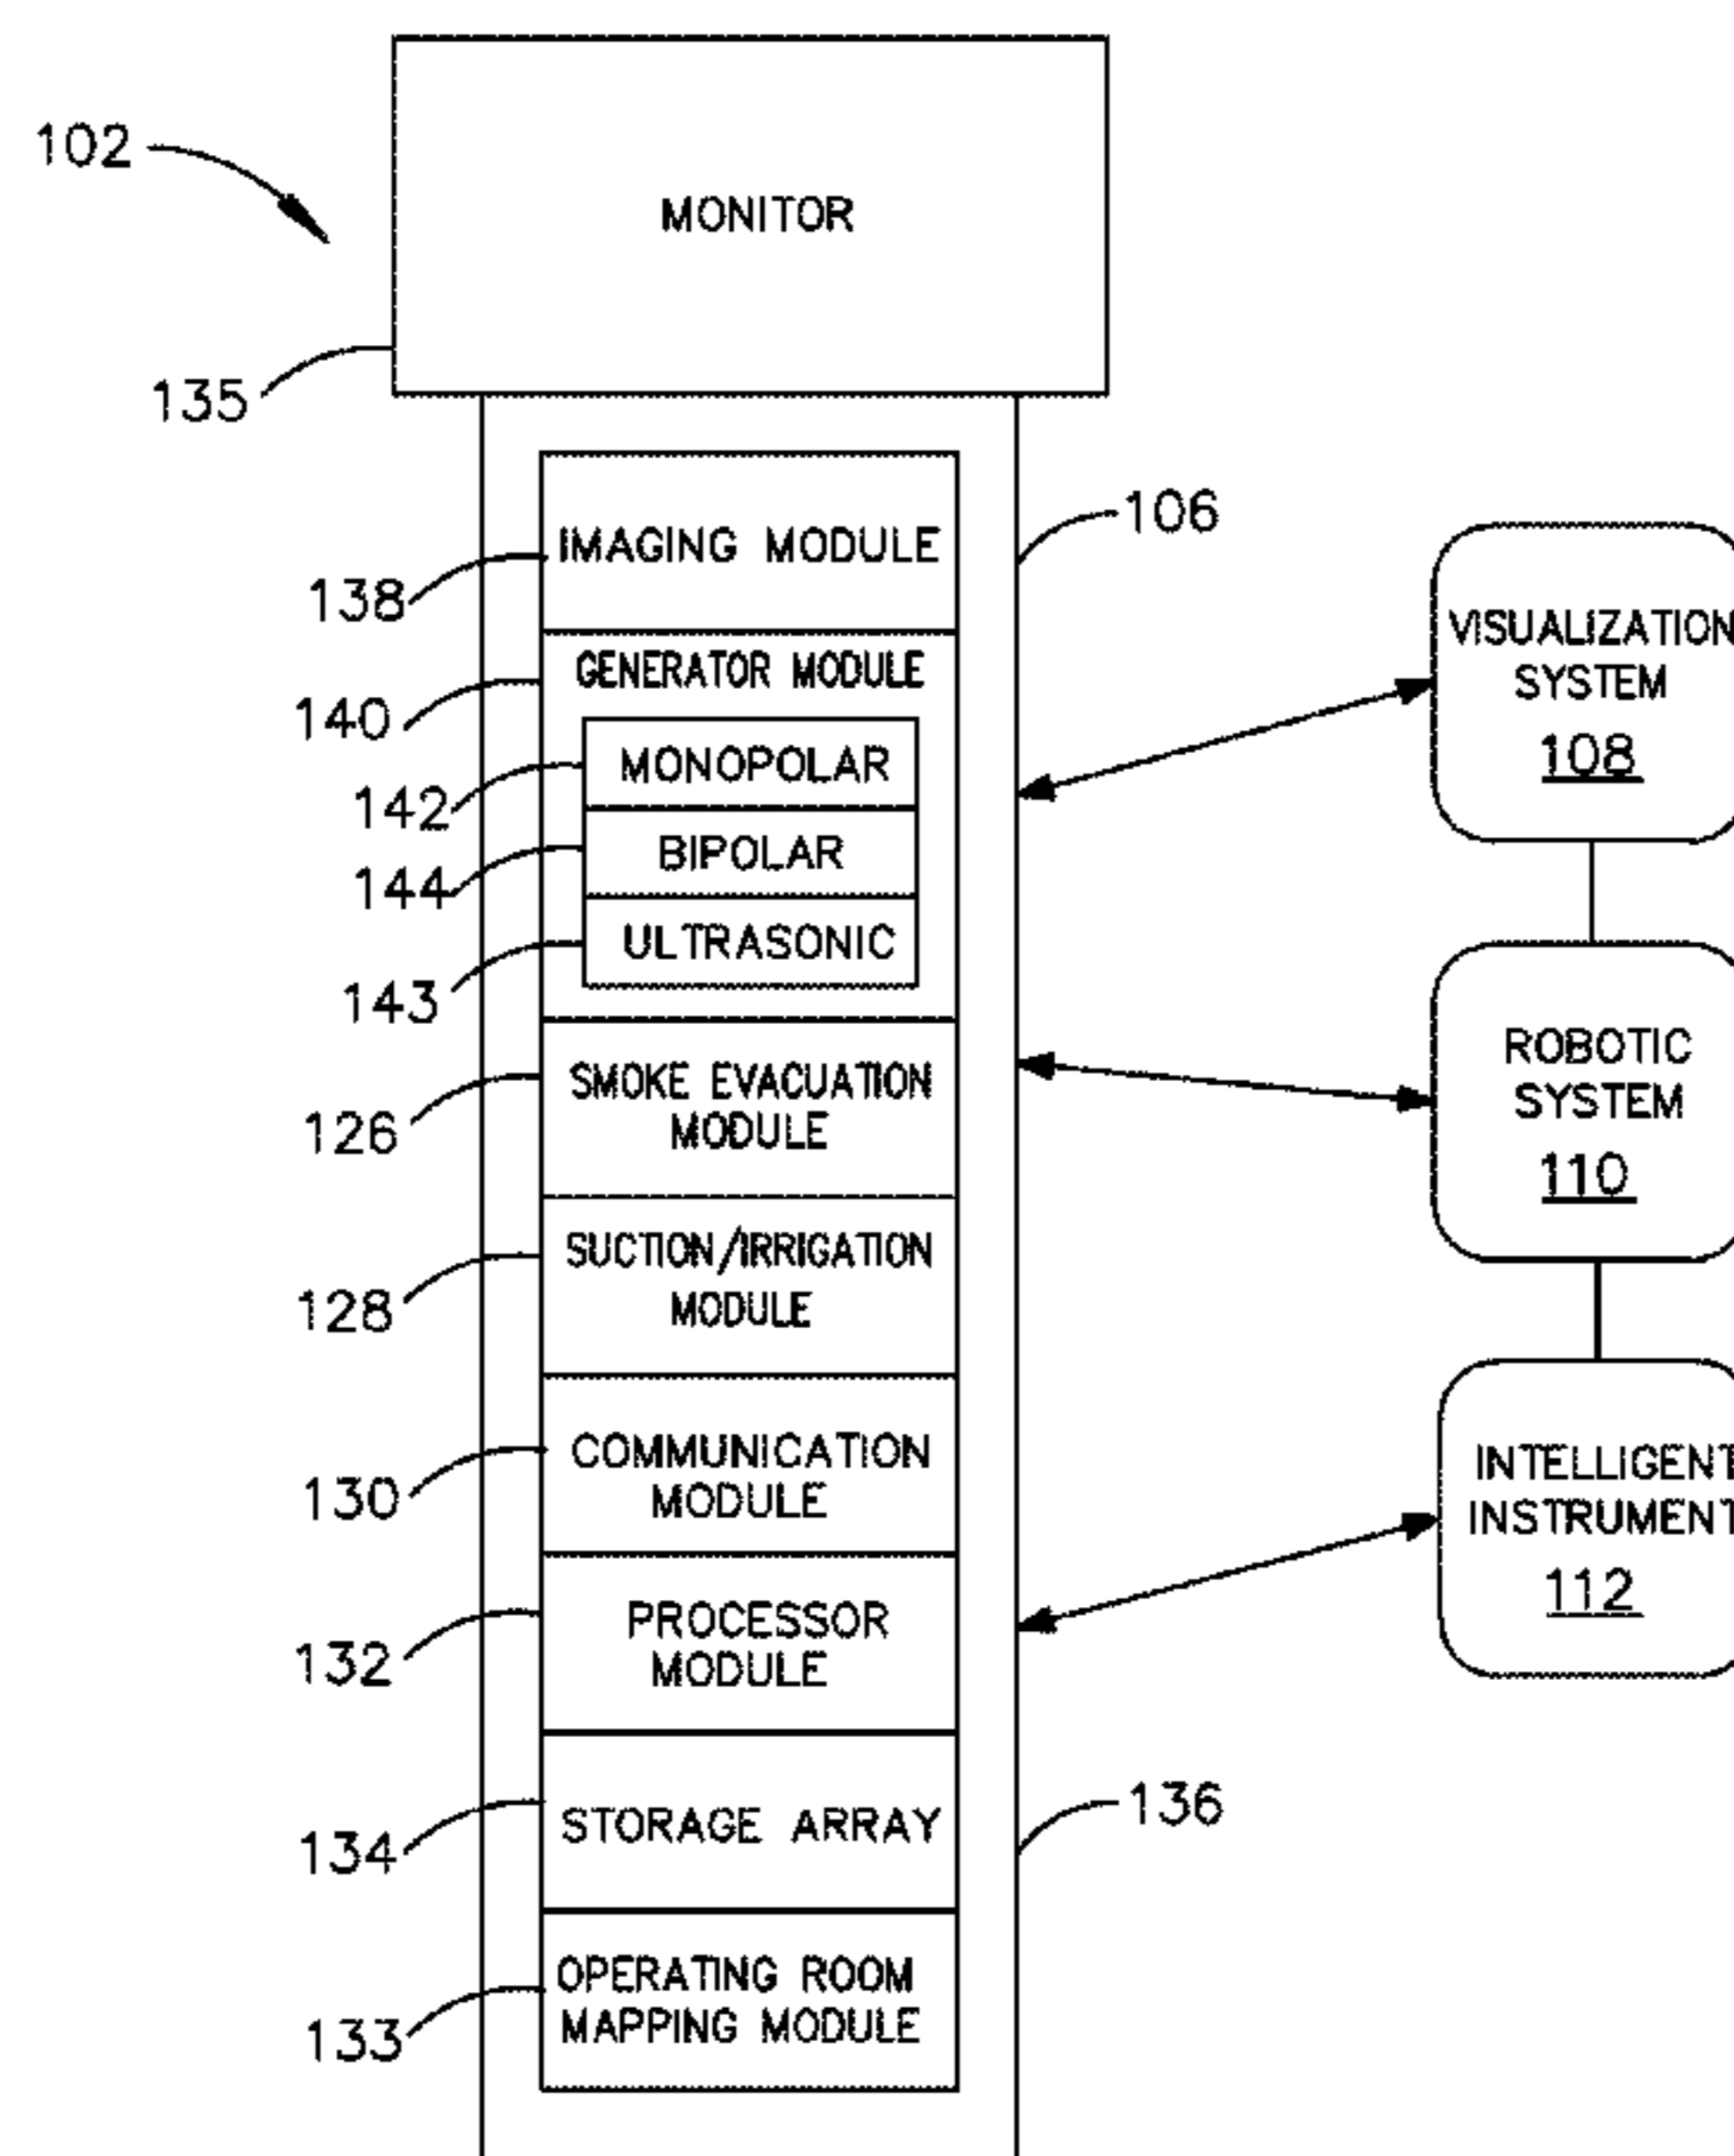 102
MONITOR
135
106
IMAGING MODULE
138
GENERATOR MODULE
140
MONOPOLAR
142
BIPOLAR
144
ULTRASONIC
143
SMOKE EVACUATION
MODULE
126
SUCTION/IRRIGATION
MODULE
128
COMMUNICATION
MODULE
130
PROCESSOR
MODULE
132
STORAGE ARRAY
134
136
OPERATING ROOM
MAPPING MODULE
133
VISUALIZATION
SYSTEM
108
ROBOTIC
SYSTEM
110
INTELLIGENT
INSTRUMENT
112